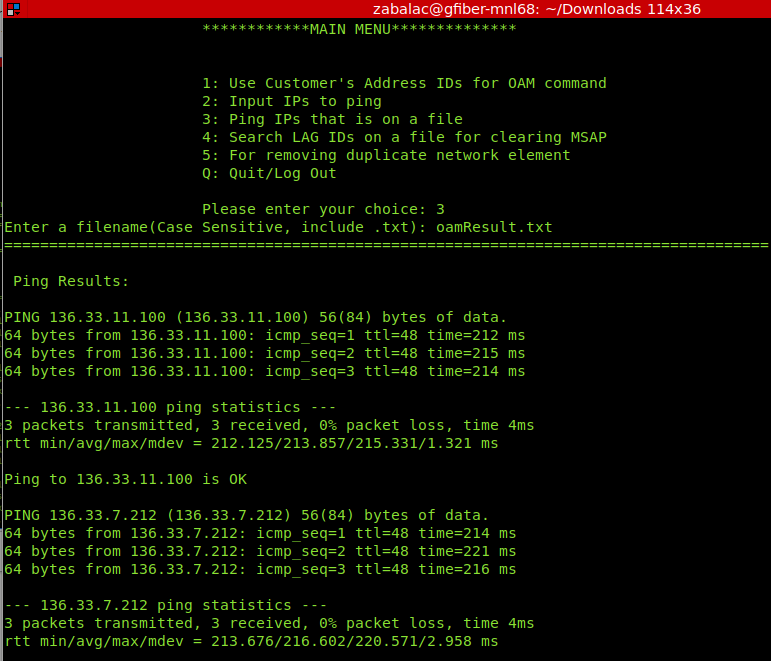 zabalac@gfiber-mnl68: ~/Downloads 114x36
************MAIN MENU**************
1: Use Customer's Address IDs for OAM command
2: Input IPs to ping
3: Ping IPs that is on a file
4: Search LAG IDs on a file for clearing MSAP
5: For removing duplicate network element
Q: Quit/Log Out
Please enter your choice: 3
Enter a filename(Case Sensitive, include .txt): oamResult.txt
=====================================================================================
Ping Results:
PING 136.33.11.100 (136.33.11.100) 56(84) bytes of data.
64 bytes from 136.33.11.100: icmp_seq=1 ttl=48 time=212 ms
64 bytes from 136.33.11.100: icmp_seq=2 ttl=48 time=215 ms
64 bytes from 136.33.11.100: icmp_seq=3 ttl=48 time=214 ms
--- 136.33.11.100 ping statistics ---
3 packets transmitted, 3 received, 0% packet loss, time 4ms
rtt min/avg/max/mdev = 212.125/213.857/215.331/1.321 ms
Ping to 136.33.11.100 is OK
PING 136.33.7.212 (136.33.7.212) 56(84) bytes of data.
64 bytes from 136.33.7.212: icmp_seq=1 ttl=48 time=214 ms
64 bytes from 136.33.7.212: icmp_seq=2 ttl=48 time=221 ms
64 bytes from 136.33.7.212: icmp_seq=3 ttl=48 time=216 ms
--- 136.33.7.212 ping statistics ---
3 packets transmitted, 3 received, 0% packet loss, time 4ms
rtt min/avg/max/mdev = 213.676/216.602/220.571/2.958 ms